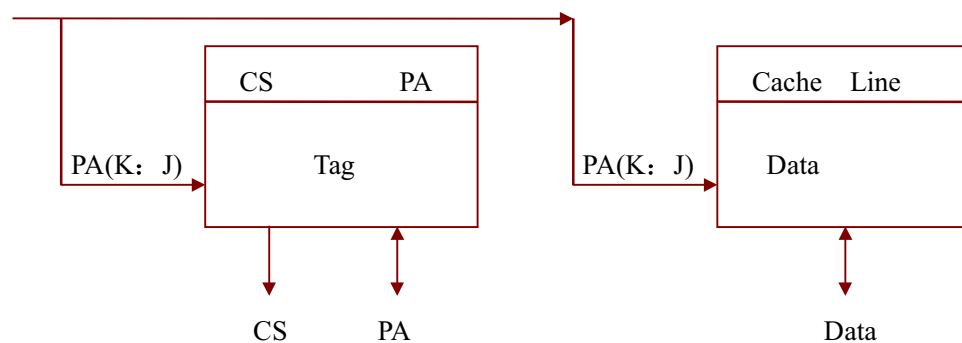 CS PA Cache Line
PA(K：J) Tag PA(K：J) Data
CS PA Data